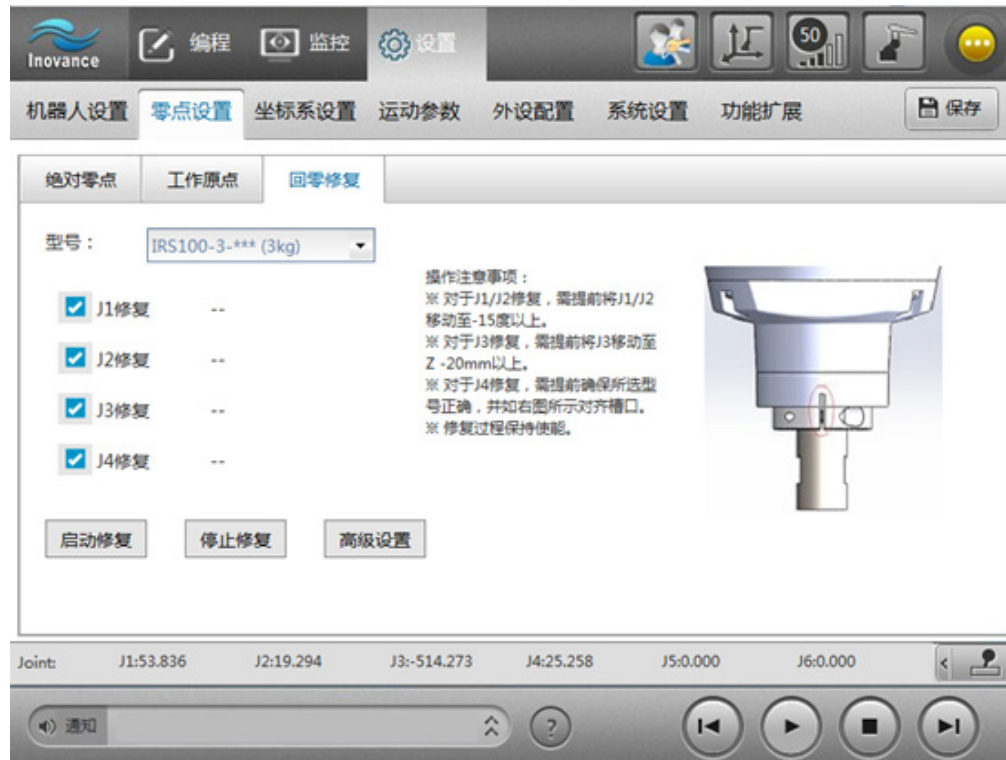 Inovance
编程
监控
设置
50
机器人设置
零点设置
坐标系设置
运动参数
外设配置
系统设置
功能扩展
保存
绝对零点
工作原点
回零修复
型号：
IRS100-3-*** (3kg)
J1修复 --
J2修复 --
J3修复 --
J4修复 --
操作注意事项：
※ 对于J1/J2修复，需提前将J1/J2
移动至-15度以上。
※ 对于J3修复，需提前将J3移动至
Z -20mm以上。
※ 对于J4修复，需提前确保所选型
号正确，并如右图所示对齐槽口。
※ 修复过程保持使能。
启动修复
停止修复
高级设置
Joint: J1:53.836 J2:19.294 J3:-514.273 J4:25.258 J5:0.000 J6:0.000
通知
?